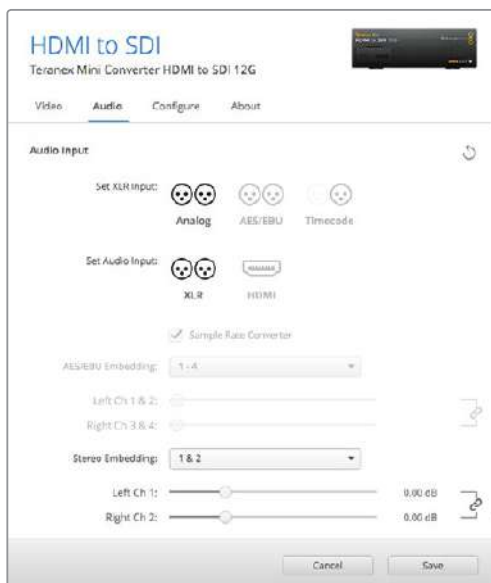 HDMI to SDI
Teranex Mini Converter HDMI to SDI 12G
Video Audio Configure About
Audio Input
Set XLR Input:
Analog AES/EBU Timecode
Set Audio Input:
XLR HDMI
Sample Rate Converter
AES/EBU Embedding: 1 - 4
Left Ch 1 & 2:
Right Ch 3 & 4:
Stereo Embedding: 1 & 2
Left Ch 1: 0.00 dB
Right Ch 2: 0.00 dB
Cancel Save